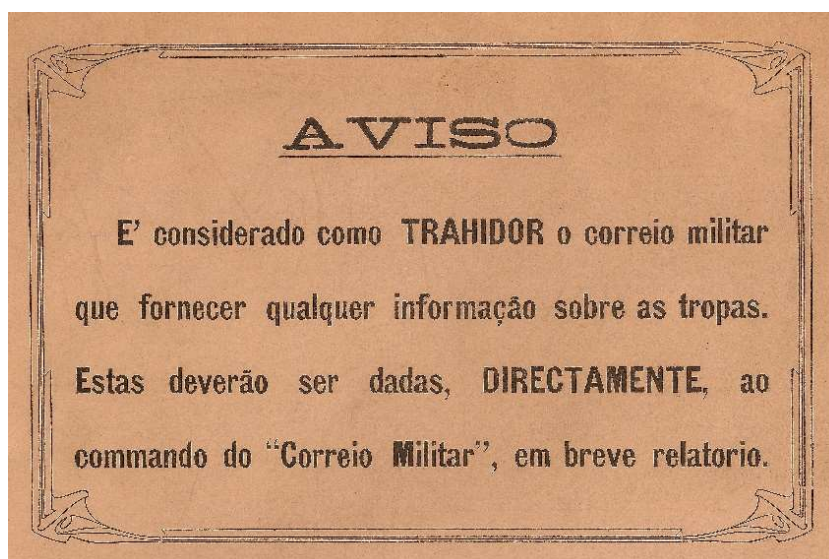 AVISO
E' considerado como TRAHIDOR o correio militar
que fornecer qualquer informação sobre as tropas.
Estas deverão ser dadas, DIRECTAMENTE, ao
commando do “Correio Militar”, em breve relatorio.